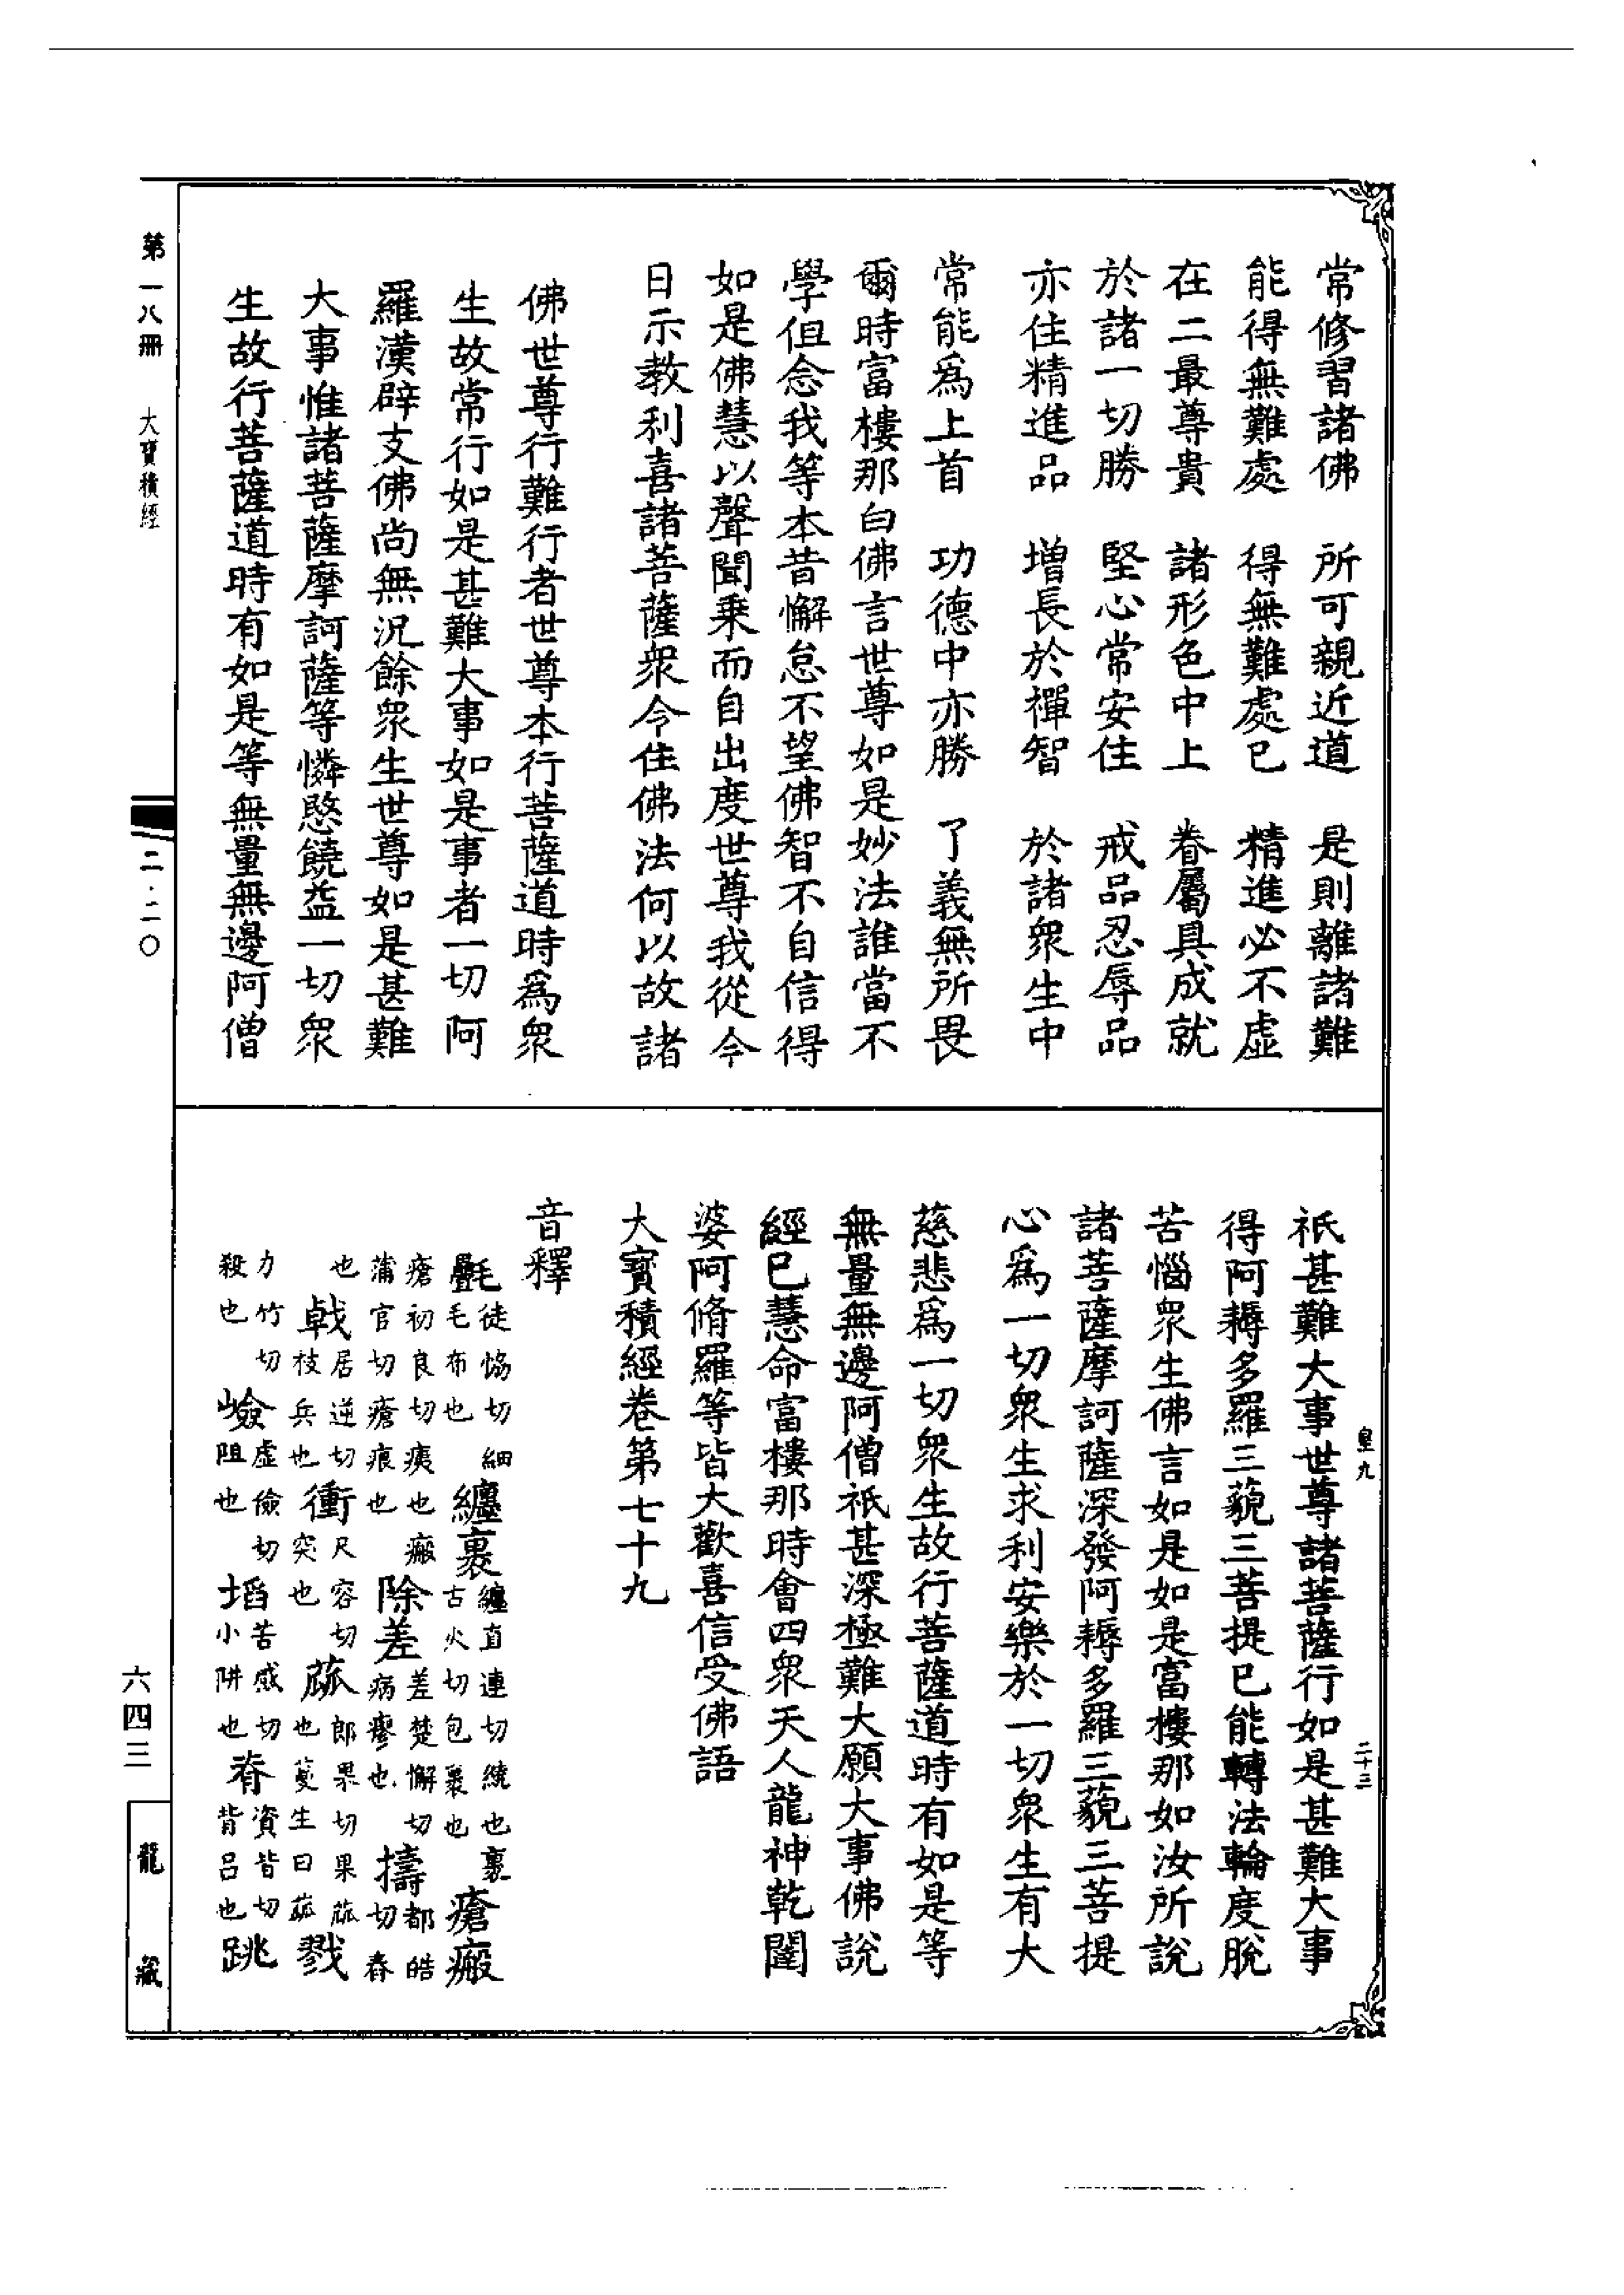 常修習諸佛　所可親近道　是則離諸難
能得無難處　得無難處已　精進必不虛
在二最尊貴　諸形色中上　眷屬具成就
於諸一切勝　堅心常安住　戒品忍辱品
亦住精進品　增長於禪智　於諸衆生中
常能爲上首　功德中亦勝　了義無所畏
爾時富樓那白佛言世尊如是妙法誰當不
學但念我等本昔懈怠不望佛智不自信得
如是佛慧以聲聞乗而自出度世尊我從今
日示教利喜諸菩薩衆令住佛法何以故諸
佛世尊行難行者世尊本行菩薩道時爲衆
生故常行如是甚難大事如是事者一切阿
羅漢辟支佛尚無況餘衆生世尊如是甚難
大事惟諸菩薩摩訶薩等憐愍饒益一切衆
生故行菩薩道時有如是等無量無邊阿僧
祇甚難大事世尊諸菩薩行如是甚難大事
得阿耨多羅三藐三菩提已能轉法輪度脫
苦惱衆生佛言如是如是富樓那如汝所說
諸菩薩摩訶薩深發阿耨多羅三藐三菩提
心爲一切衆生求利安樂於一切衆生有大
慈悲爲一切衆生故行菩薩道時有如是等
無量無邊阿僧祇甚深極難大願大事佛說
經已慧命富樓那時會四衆天人龍神乾闥
婆阿脩羅等皆大歡喜信受佛語
大寶積經卷第七十九
音釋
氎徒恊切細毛布也　纏裹纏直連切繞也裹古火切包裹也　瘡瘢
瘡初良切痍也瘢蒲官切瘡痕也　除差差楚懈切病瘳也　擣都皓切舂
也　戟居逆切枝兵也　衝尺容切突也　蓏郎果切果蓏也蔓生曰蓏　戮
力竹切殺也　嶮虛儉切阻也　埳苦感切小阱也　脊資昔切背呂也　跳
皇九
二十三
第一八冊　大寶積經
二·二〇
六四三
龍藏